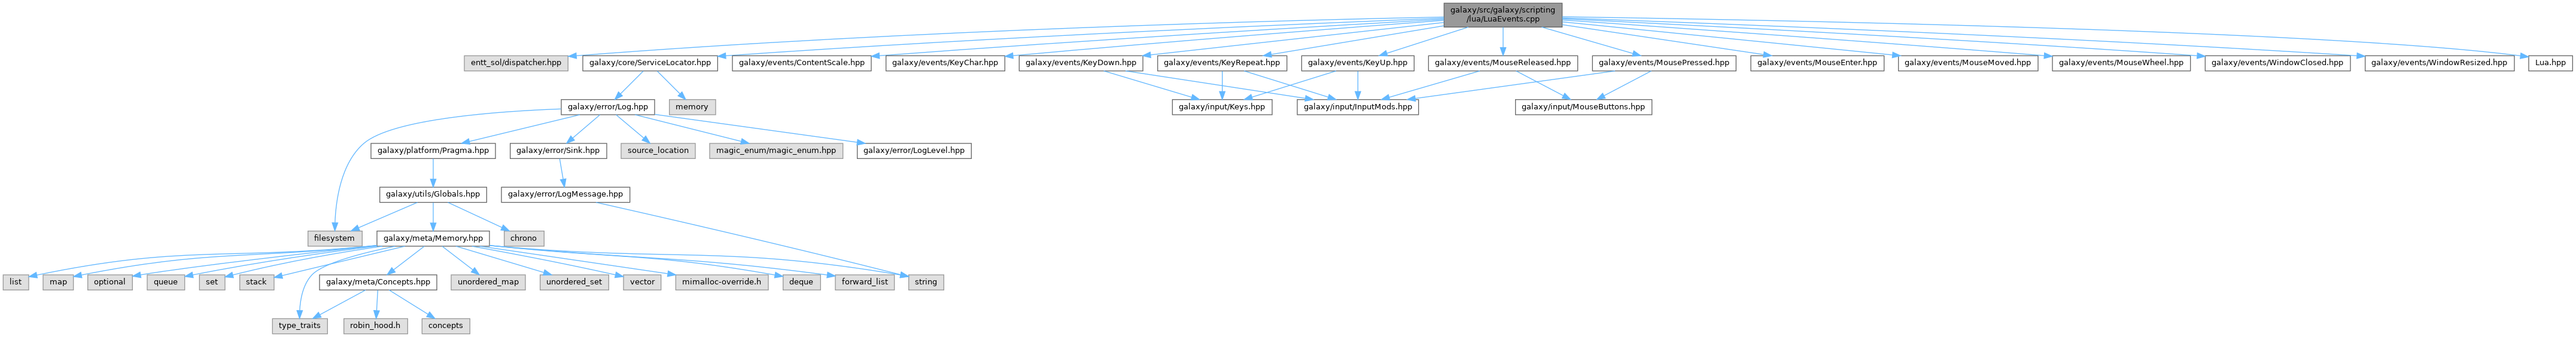 galaxy/src/galaxy/scripting
/lua/LuaEvents.cpp
entt_sol/dispatcher.hpp
galaxy/core/ServiceLocator.hpp
galaxy/events/ContentScale.hpp
galaxy/events/KeyChar.hpp
galaxy/events/KeyDown.hpp
galaxy/events/KeyRepeat.hpp
galaxy/events/KeyUp.hpp
galaxy/events/MouseReleased.hpp
galaxy/events/MousePressed.hpp
galaxy/events/MouseEnter.hpp
galaxy/events/MouseMoved.hpp
galaxy/events/MouseWheel.hpp
galaxy/events/WindowClosed.hpp
galaxy/events/WindowResized.hpp
Lua.hpp
galaxy/error/Log.hpp
memory
galaxy/input/Keys.hpp
galaxy/input/InputMods.hpp
galaxy/input/MouseButtons.hpp
galaxy/platform/Pragma.hpp
galaxy/error/Sink.hpp
source_location
magic_enum/magic_enum.hpp
galaxy/error/LogLevel.hpp
galaxy/utils/Globals.hpp
galaxy/error/LogMessage.hpp
filesystem
galaxy/meta/Memory.hpp
chrono
list
map
optional
queue
set
stack
galaxy/meta/Concepts.hpp
unordered_map
unordered_set
vector
mimalloc-override.h
deque
forward_list
string
type_traits
robin_hood.h
concepts